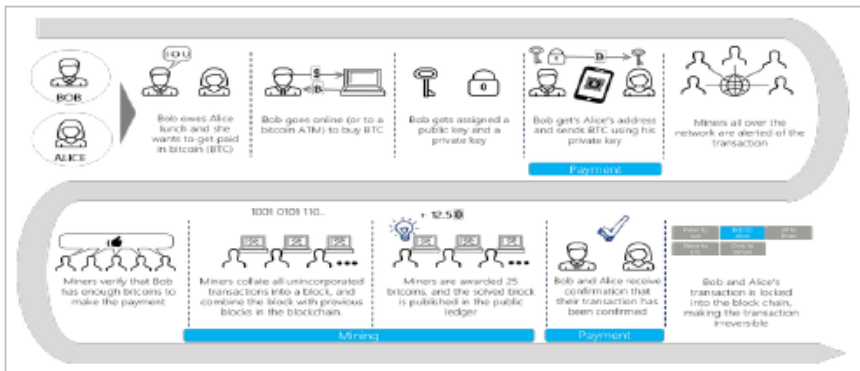 BOB
ALICE
IOU
Bob owes Alice
lunch and she
wants to get paid
in bitcoin (BTC)
$
B
Bob goes online (or to a
bitcoin ATM) to buy BTC
Bob gets assigned a
public key and a
private key
B
Bob get's Alice's address
and sends BTC using his
private key
Payment
Miners all over the
network are alerted of the
transaction
Miners verify that Bob
has enough bitcoins to
make the payment
1001 0101 110...
Miners collate all unincorporated
transactions into a block, and
combine the block with previous
blocks in the blockchain.
+ 12.5
Miners are awarded 25
bitcoins, and the solved block
is published in the public
ledger
Mining
Bob and Alice receive
confirmation that
their transaction has
been confirmed
Payment
Bob to
Alice
Bob and Alice's
transaction is locked
into the block chain,
making the transaction
irreversible